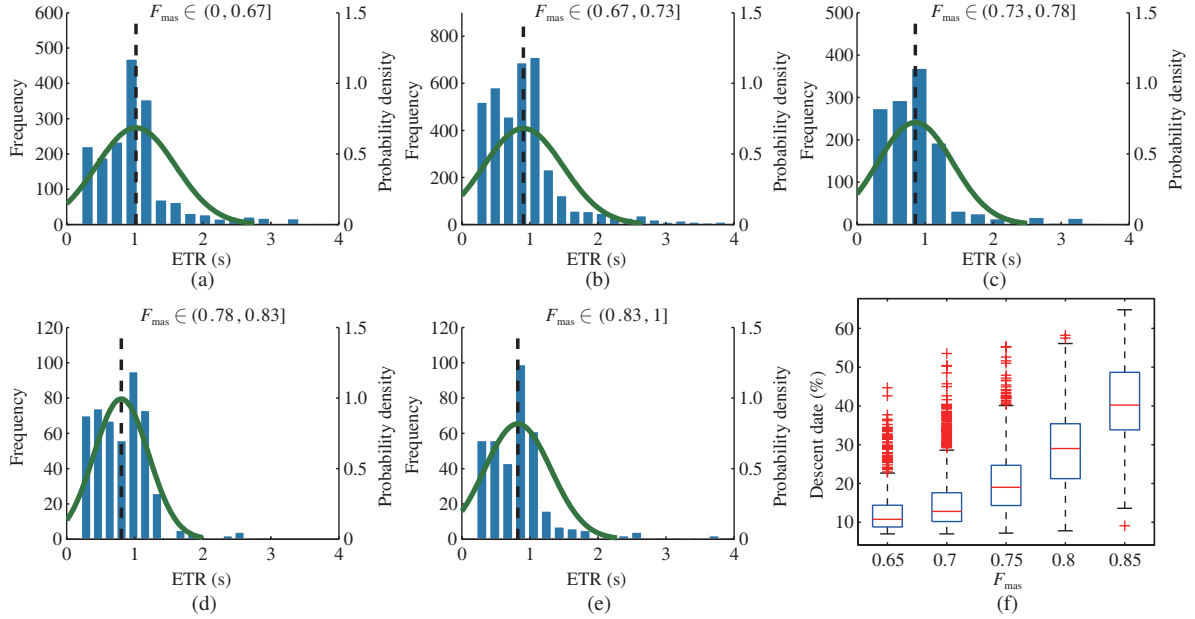 F_mas ∈ (0, 0.67]
600
500
400
300
200
100
0
Frequency
1.5
1.0
0.5
0
Probability density
0 1 2 3 4
ETR (s)
(a)
F_mas ∈ (0.67, 0.73]
800
600
400
200
0
Frequency
1.5
1.0
0.5
0
Probability density
0 1 2 3 4
ETR (s)
(b)
F_mas ∈ (0.73, 0.78]
500
400
300
200
100
0
Frequency
1.5
1.0
0.5
0
Probability density
0 1 2 3 4
ETR (s)
(c)
F_mas ∈ (0.78, 0.83]
120
100
80
60
40
20
0
Frequency
1.5
1.0
0.5
0
Probability density
0 1 2 3 4
ETR (s)
(d)
F_mas ∈ (0.83, 1]
120
100
80
60
40
20
0
Frequency
1.5
1.0
0.5
0
Probability density
0 1 2 3 4
ETR (s)
(e)
60
50
40
30
20
10
Descent date (%)
0.65 0.7 0.75 0.8 0.85
F_mas
(f)